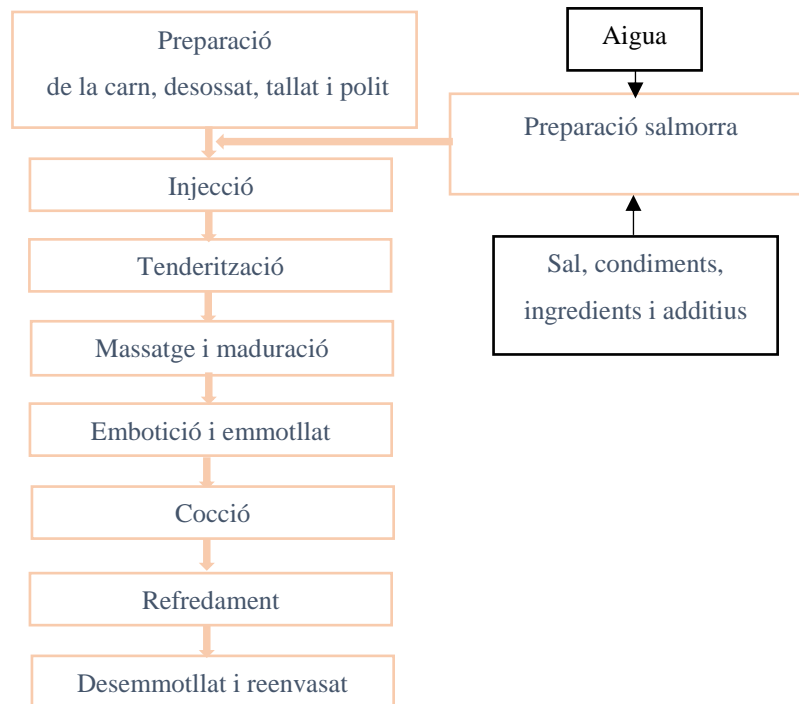 Preparació
de la carn, desossat, tallat i polit
Aigua
Preparació salmorra
Injecció
Sal, condiments,
ingredients i additius
Tenderització
Massatge i maduració
Embotició i emmotllat
Cocció
Refredament
Desemmotllat i reenvasat